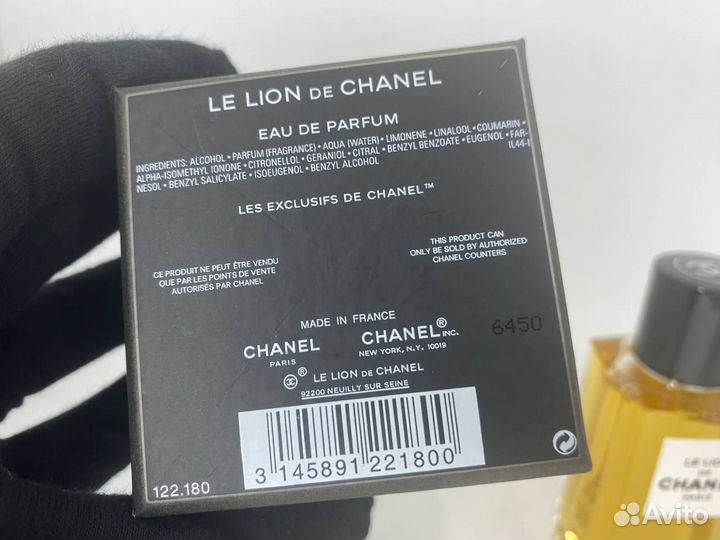 LE LION DE CHANEL
EAU DE PARFUM
INGREDIENTS: ALCOHOL • PARFUM (FRAGRANCE) • AQUA (WATER) • LIMONENE • LINALOOL • COUMARIN •
ALPHA-ISOMETHYL IONONE • CITRONELLOL • GERANIOL • CITRAL • BENZYL BENZOATE • EUGENOL • FAR-
NESOL • BENZYL SALICYLATE • ISOEUGENOL • BENZYL ALCOHOL
IL44-I
LES EXCLUSIFS DE CHANEL™
CE PRODUIT NE PEUT ÊTRE VENDU
QUE PAR LES POINTS DE VENTE
AUTORISÉS PAR CHANEL
THIS PRODUCT CAN
ONLY BE SOLD BY AUTHORIZED
CHANEL COUNTERS
MADE IN FRANCE
6450
CHANEL
PARIS
CHANEL® INC.
NEW YORK, N.Y. 10019
® LE LION DE CHANEL
92200 NEUILLY SUR SEINE
3 145891 221800
122.180
LE LION
DE
CHANEL
PARIS
Avito